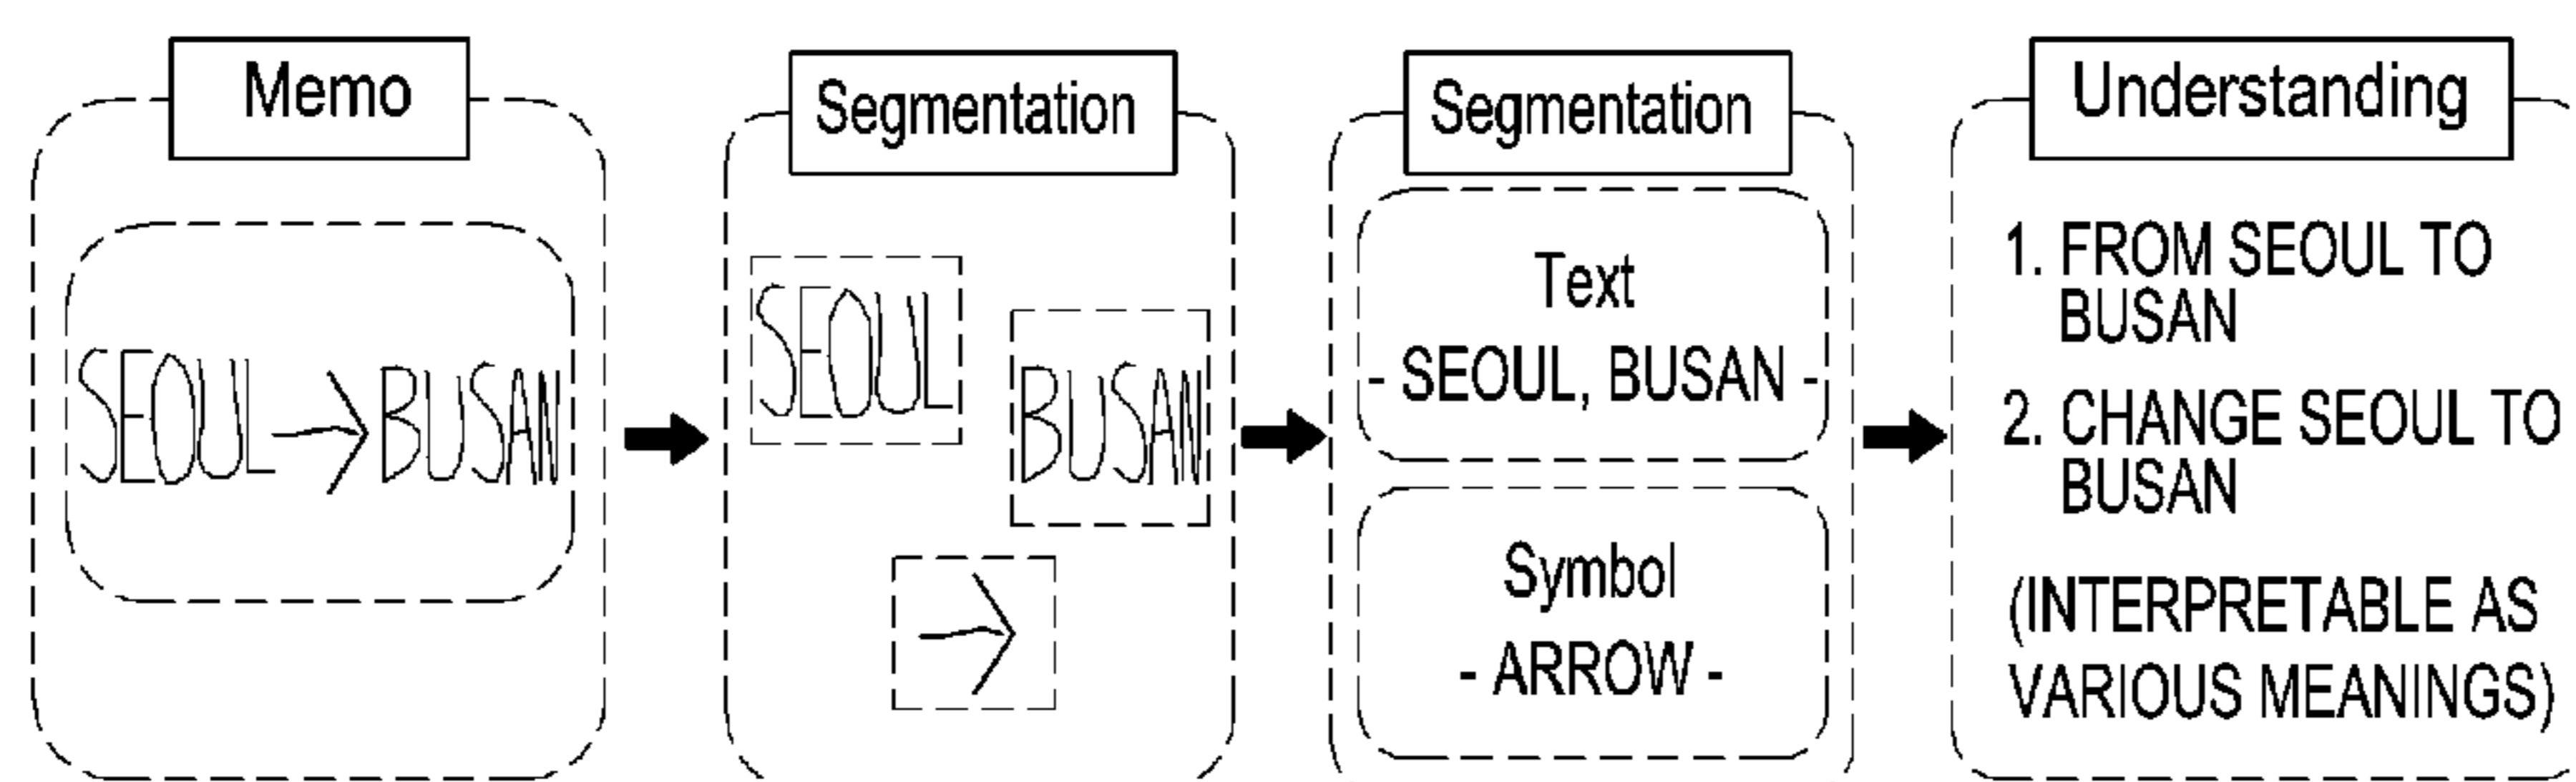 Memo
SEOUL → BUSAN
Segmentation
SEOUL
BUSAN
→
Segmentation
Text
- SEOUL, BUSAN -
Symbol
- ARROW -
Understanding
1. FROM SEOUL TO
BUSAN
2. CHANGE SEOUL TO
BUSAN
(INTERPRETABLE AS
VARIOUS MEANINGS)